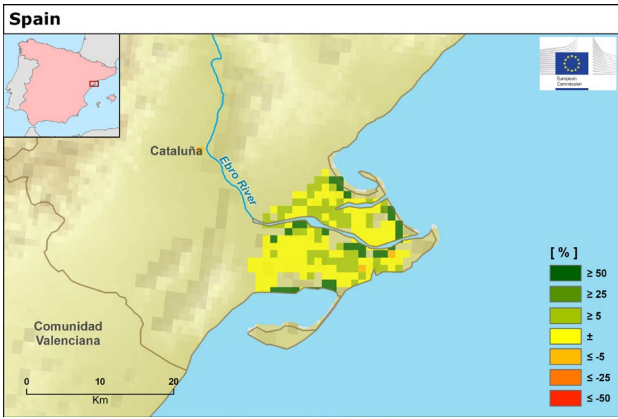 Spain
European
Commission
Cataluña
Ebro River
Comunidad
Valenciana
0 10 20
Km
[ % ]
≥ 50
≥ 25
≥ 5
±
≤ -5
≤ -25
≤ -50